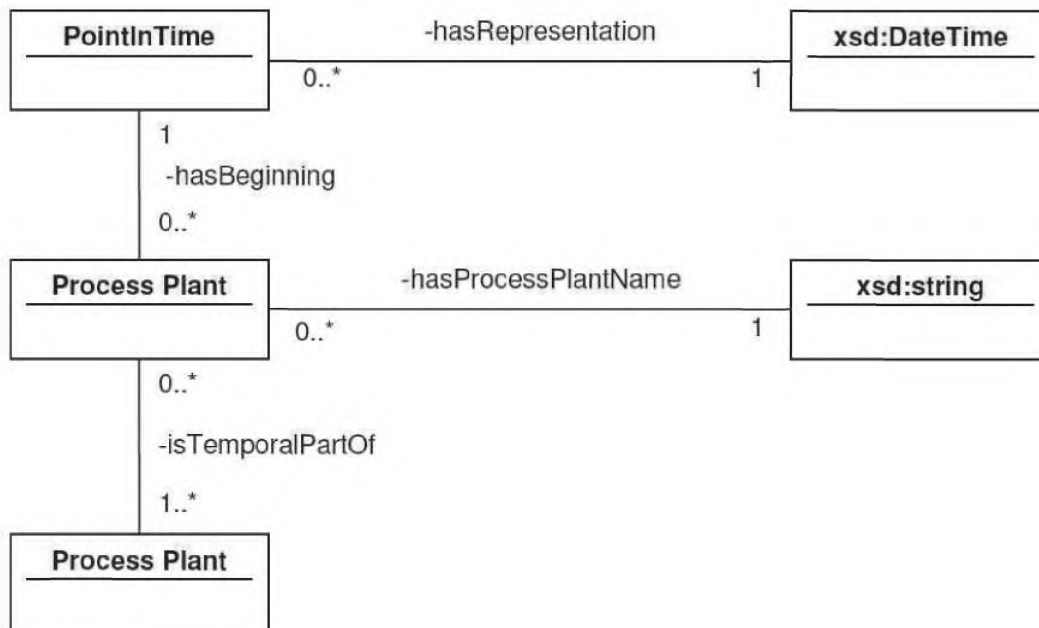 PointInTime
-hasRepresentation
xsd:DateTime
0..*
1
1
-hasBeginning
0..*
Process Plant
-hasProcessPlantName
xsd:string
0..*
1
0..*
-isTemporalPartOf
1..*
Process Plant